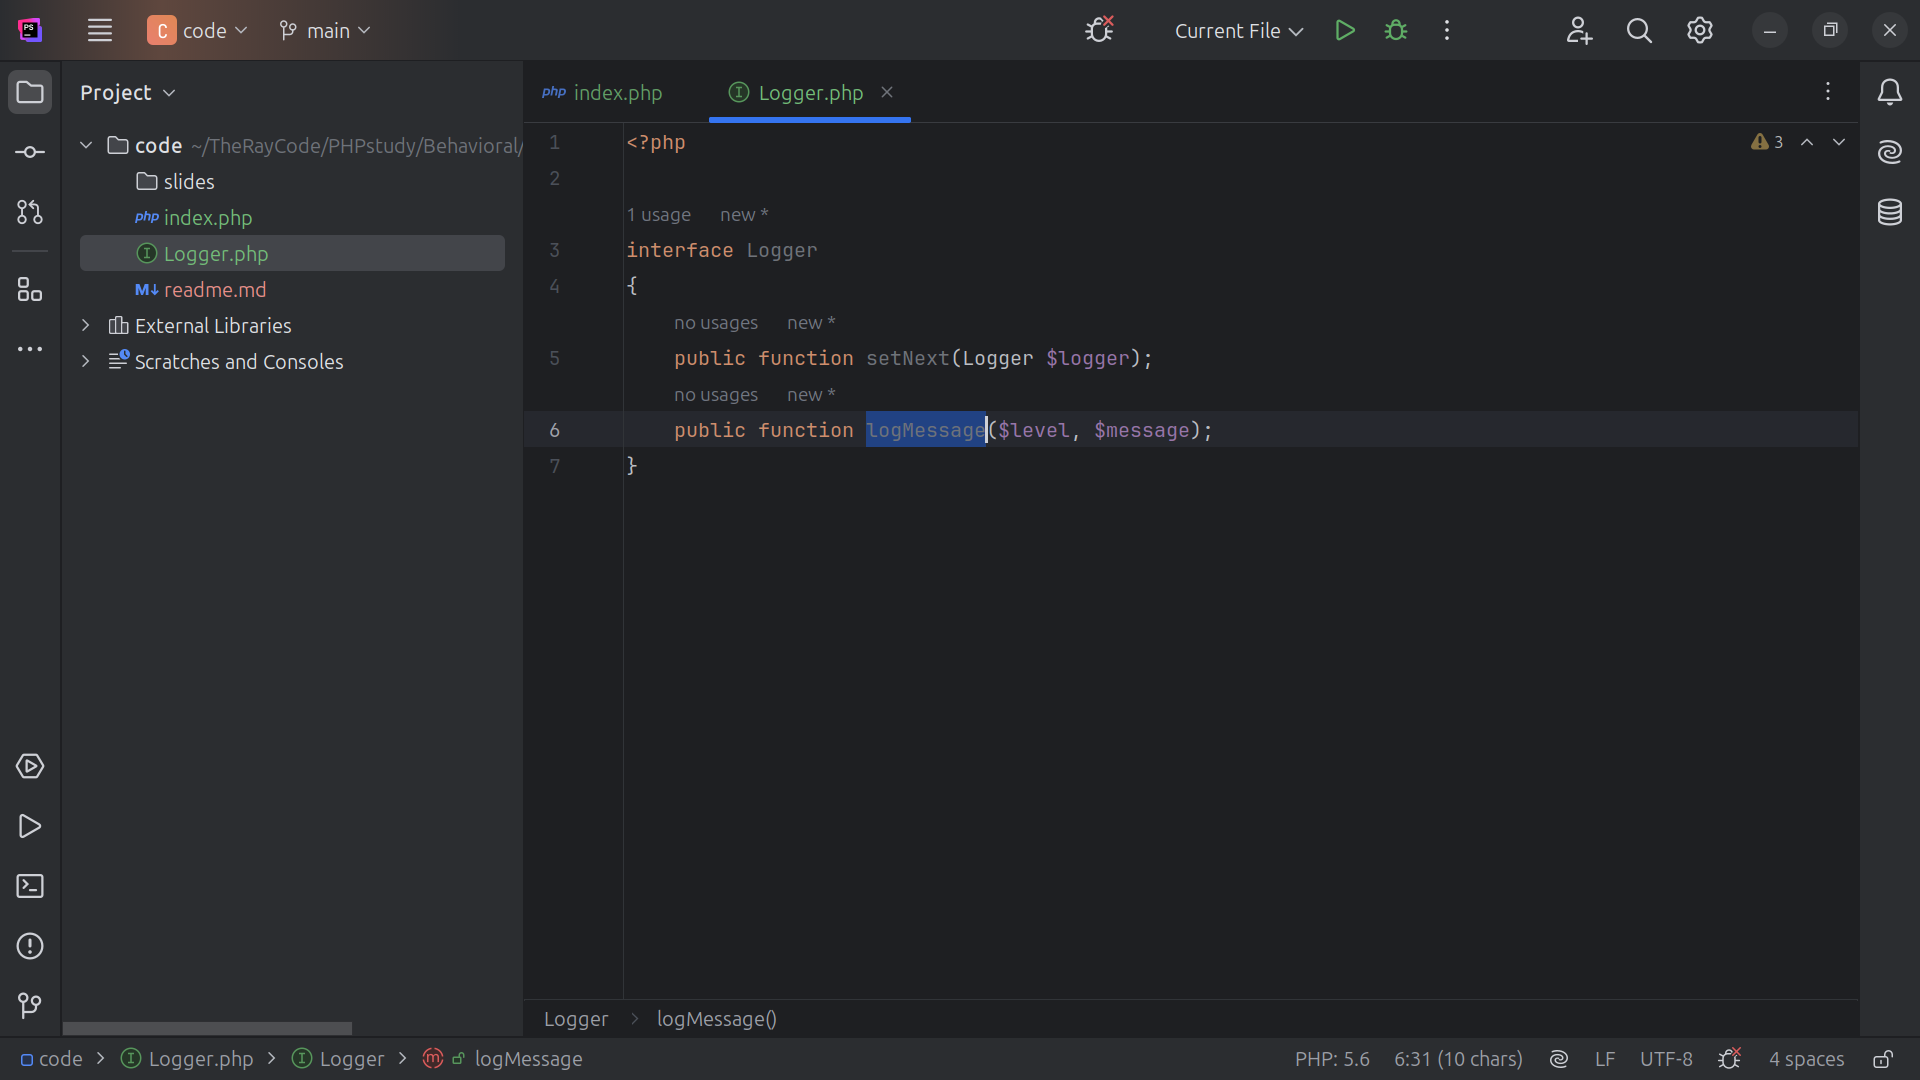 PS
C code
main
Current File
Project
php index.php
Logger.php
code ~/TheRayCode/PHPstudy/Behavioral/
slides
php index.php
Logger.php
M↓ readme.md
External Libraries
Scratches and Consoles
3
1 <?php
2
1 usage new *
3 interface Logger
4 {
no usages new *
5 public function setNext(Logger $logger);
no usages new *
6 public function logMessage($level, $message);
7 }
Logger > logMessage()
code > Logger.php > Logger > m logMessage
PHP: 5.6 6:31 (10 chars) LF UTF-8 4 spaces